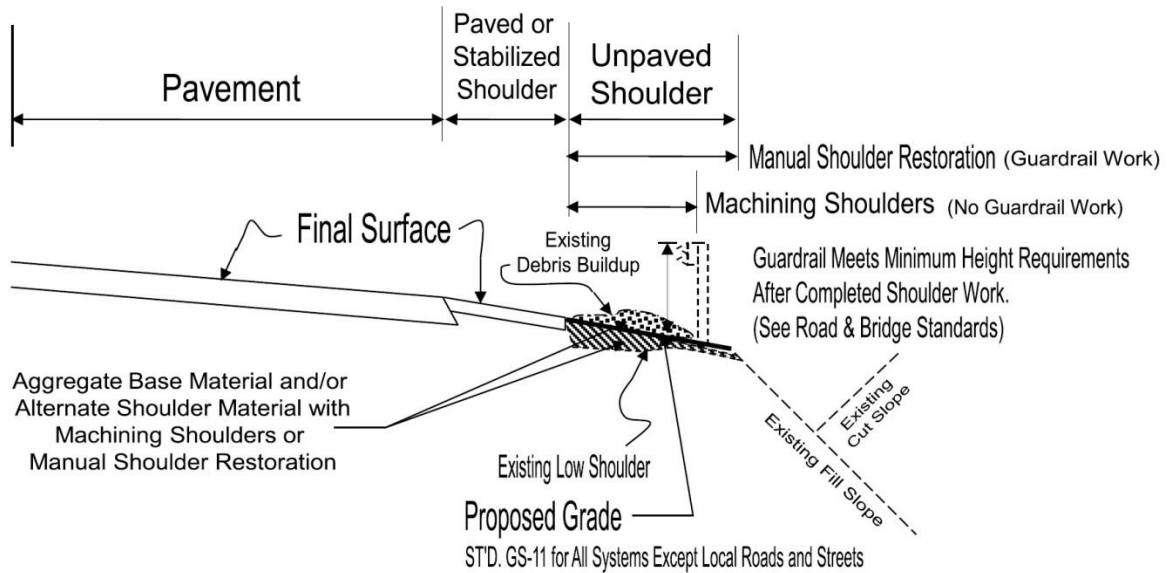 Pavement
Paved or
Stabilized
Shoulder
Unpaved
Shoulder
Manual Shoulder Restoration (Guardrail Work)
Machining Shoulders (No Guardrail Work)
Final Surface
Existing
Debris Buildup
Guardrail Meets Minimum Height Requirements
After Completed Shoulder Work.
(See Road & Bridge Standards)
Aggregate Base Material and/or
Alternate Shoulder Material with
Machining Shoulders or
Manual Shoulder Restoration
Existing Low Shoulder
Existing
Cut Slope
Existing Fill Slope
Proposed Grade
ST'D. GS-11 for All Systems Except Local Roads and Streets